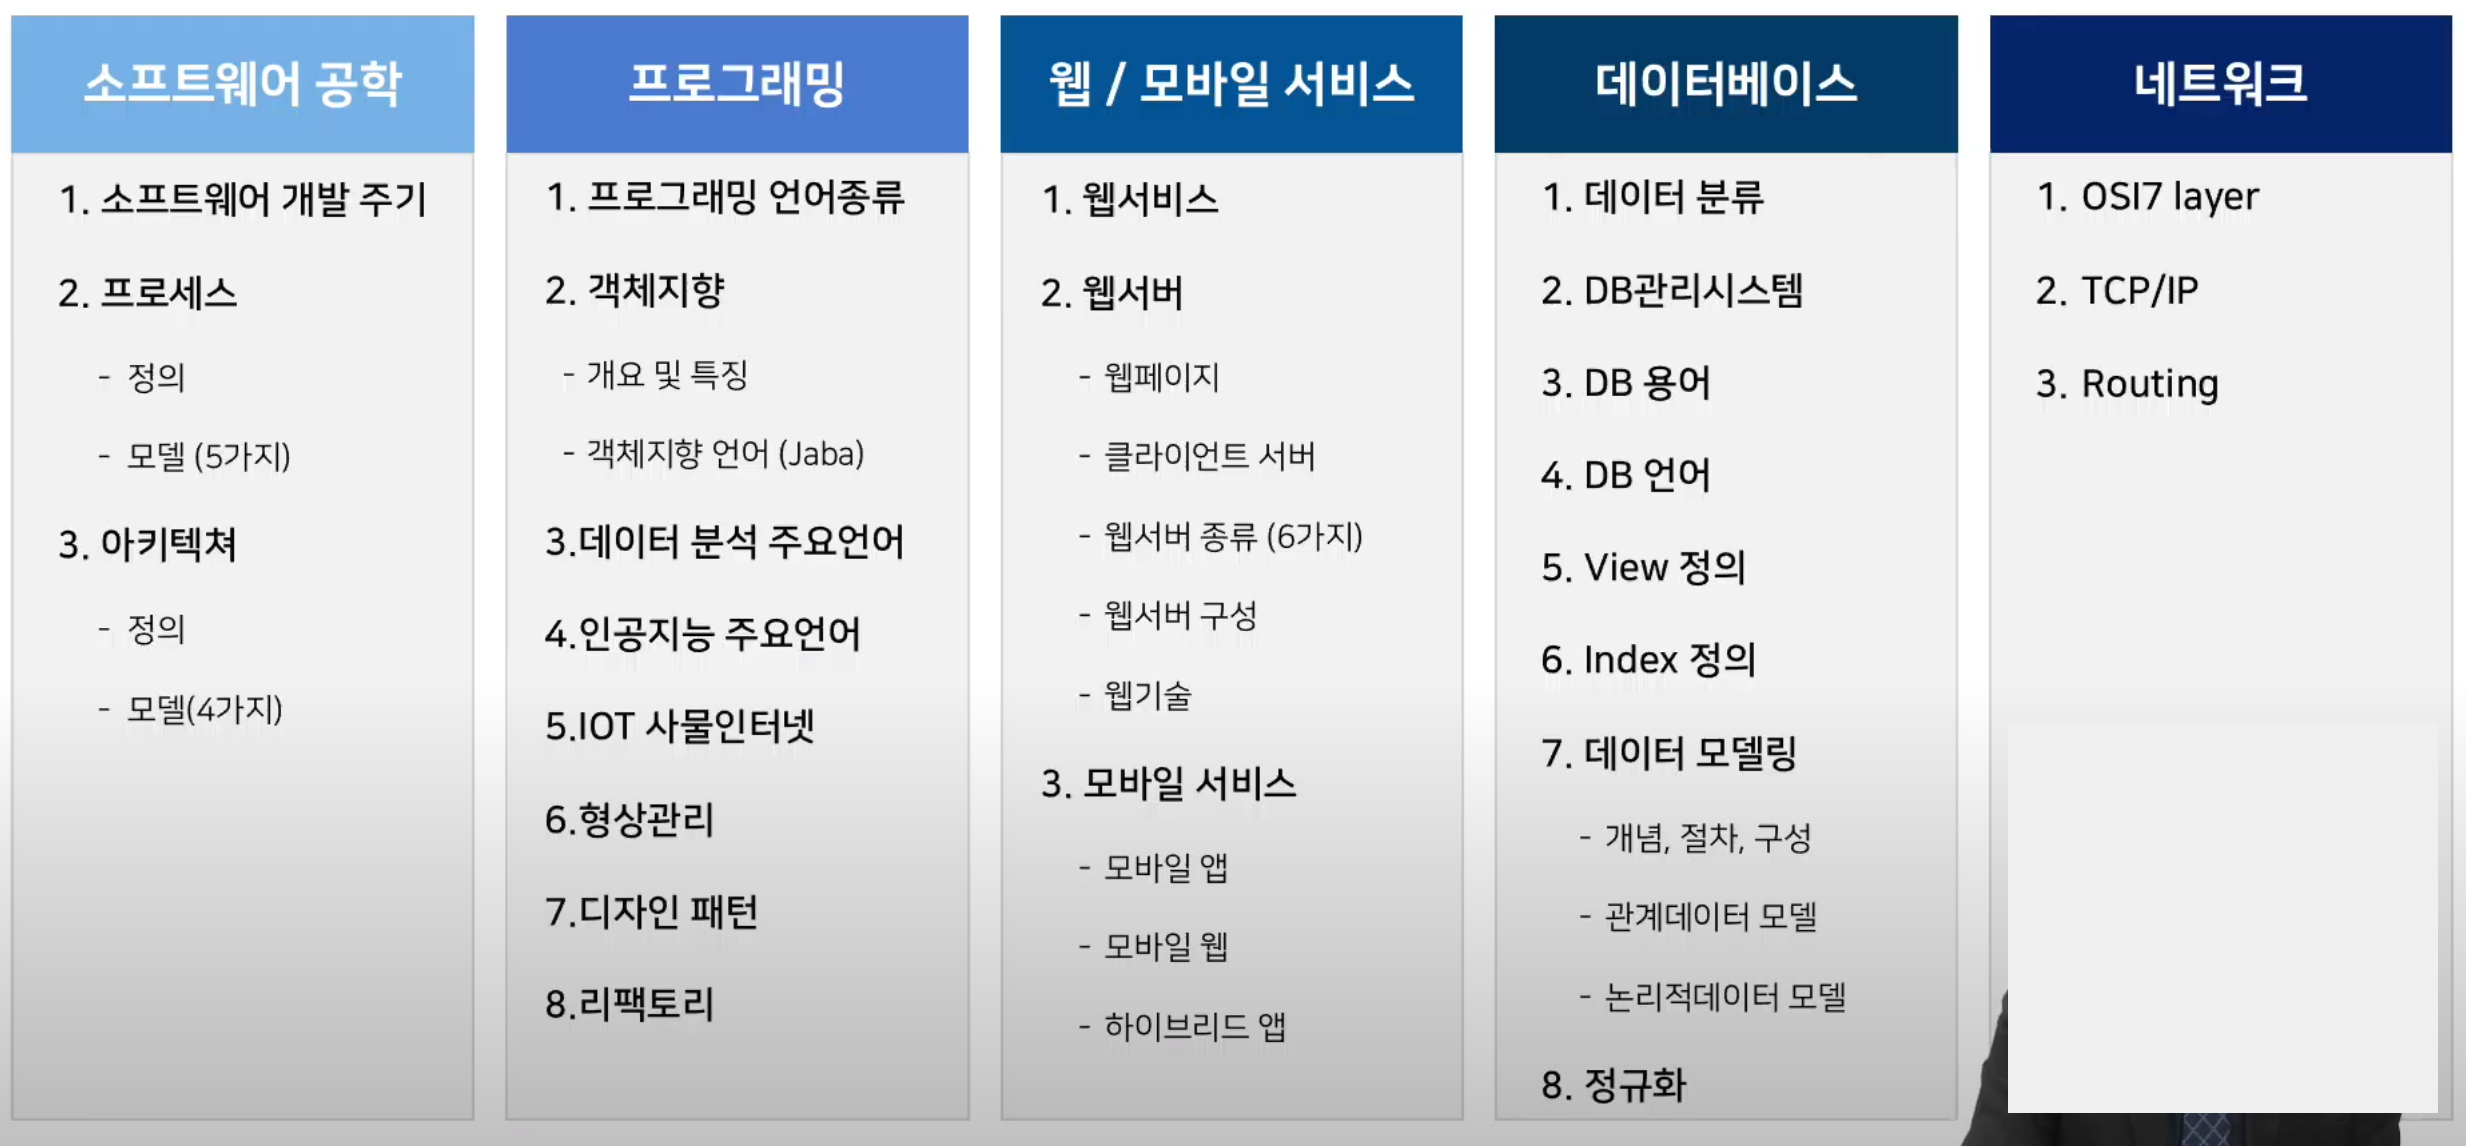 소프트웨어 공학
1. 소프트웨어 개발 주기
2. 프로세스
- 정의
- 모델 (5가지)
3. 아키텍쳐
- 정의
- 모델(4가지)
프로그래밍
1. 프로그래밍 언어종류
2. 객체지향
- 개요 및 특징
- 객체지향 언어 (Jaba)
3.데이터 분석 주요언어
4.인공지능 주요언어
5.IOT 사물인터넷
6.형상관리
7.디자인 패턴
8.리팩토리
웹 / 모바일 서비스
1. 웹서비스
2. 웹서버
- 웹페이지
- 클라이언트 서버
- 웹서버 종류 (6가지)
- 웹서버 구성
- 웹기술
3. 모바일 서비스
- 모바일 앱
- 모바일 웹
- 하이브리드 앱
데이터베이스
1. 데이터 분류
2. DB관리시스템
3. DB 용어
4. DB 언어
5. View 정의
6. Index 정의
7. 데이터 모델링
- 개념, 절차, 구성
- 관계데이터 모델
- 논리적데이터 모델
8. 정규화
네트워크
1. OSI7 layer
2. TCP/IP
3. Routing